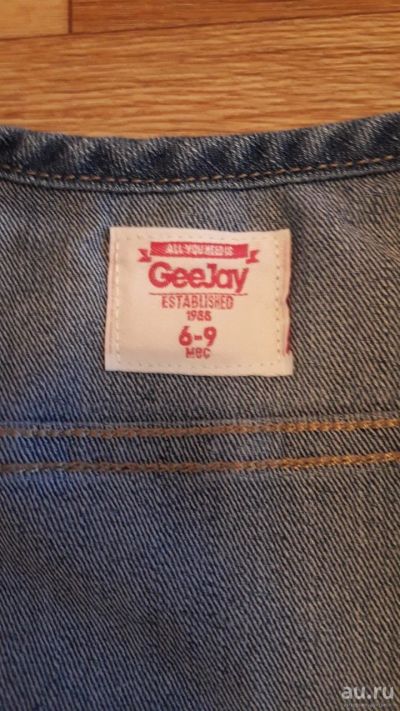 ALL YOU NEED IS
GeeJay
ESTABLISHED
1988
6-9
МЕС
au.ru